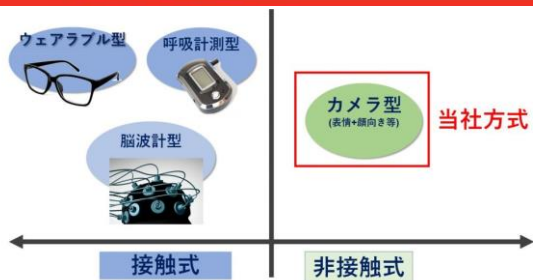 ウェアラブル型
呼吸計測型
脳波計型
カメラ型
(表情+顔向き等)
当社方式
接触式
非接触式